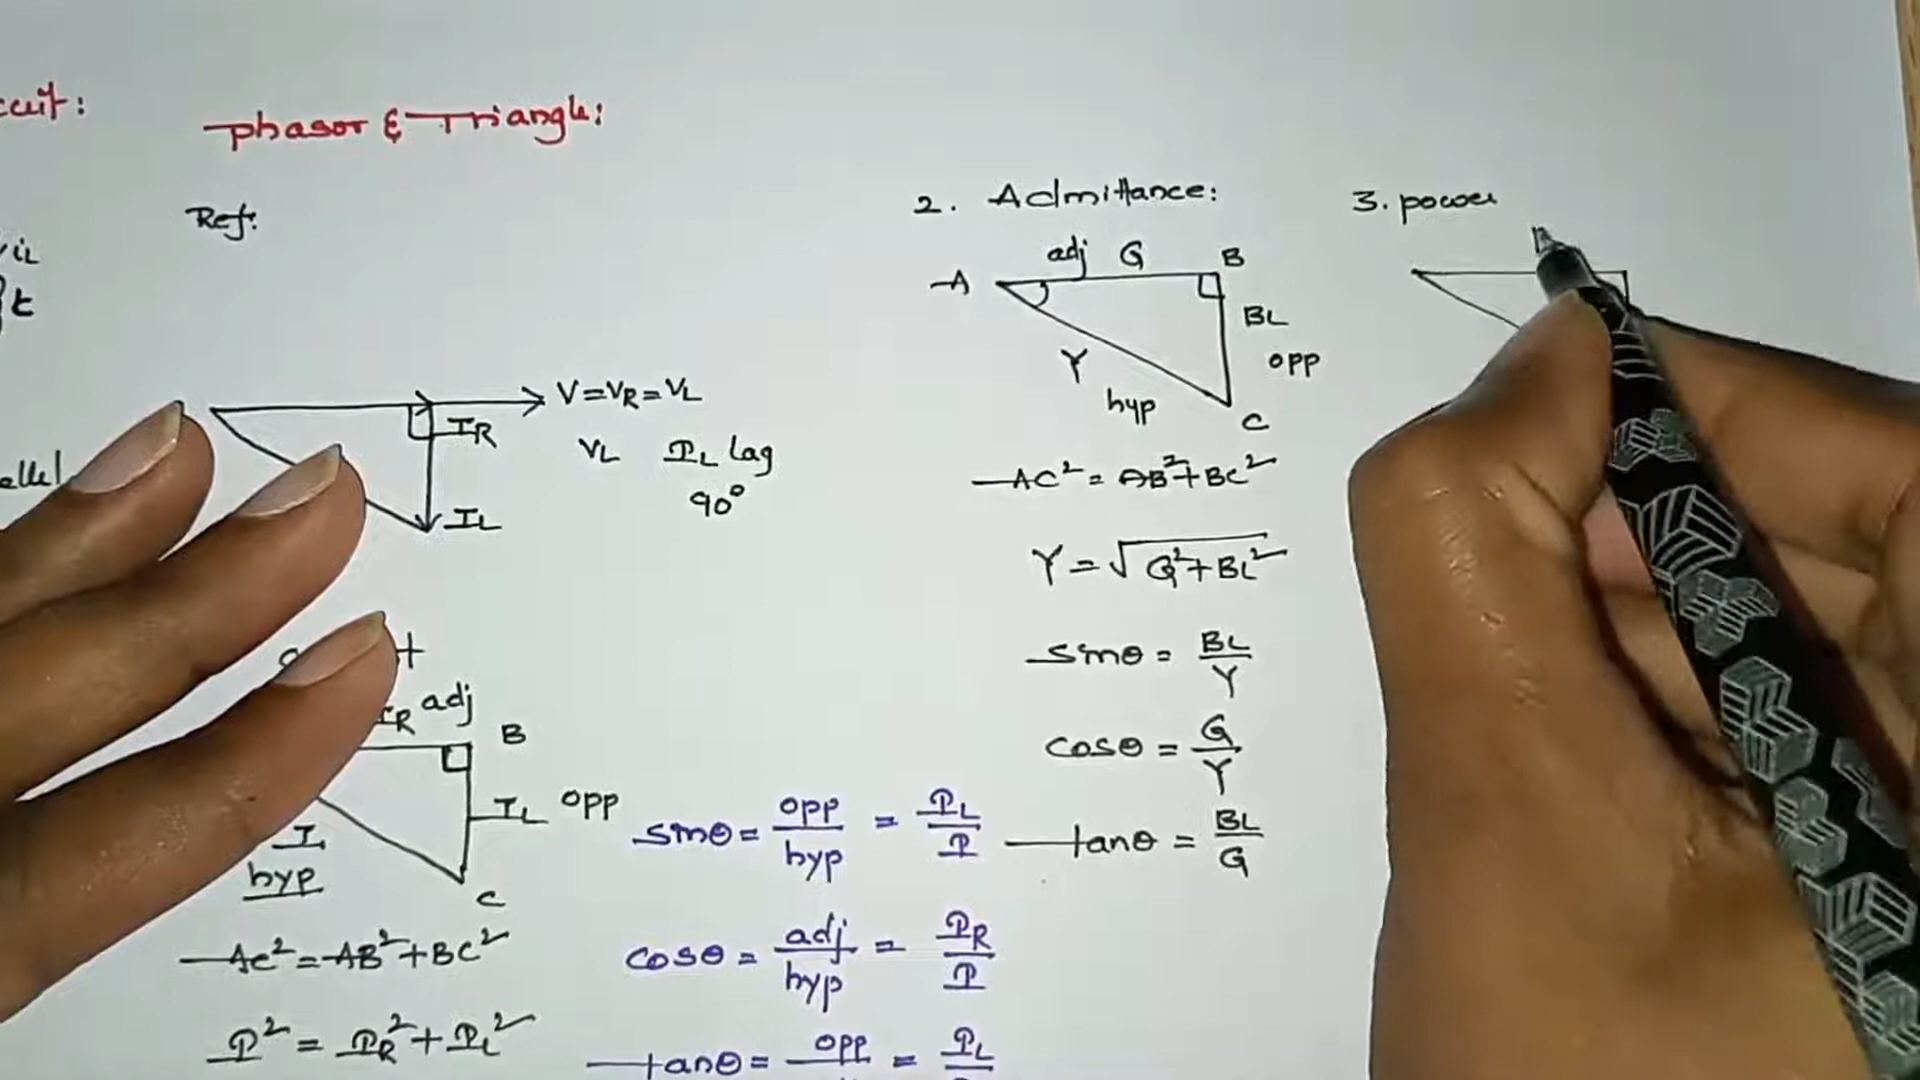 phasor & Triangle:
Ref:
iL
t
V=VR=VL
IR
VL IL lag
90°
IL
IR adj
B
IL opp
I
hyp
C
AC²=AB²+BC²
I² = IR²+IL²
sinθ = opp/hyp = IL/I
cosθ = adj/hyp = IR/I
tanθ = opp = IL
2. Admittance:
adj G B
A
BL
opp
Y
hyp
C
AC² = AB²+BC²
Y = √G²+BL²
sinθ = BL/Y
cosθ = G/Y
tanθ = BL/G
3. power